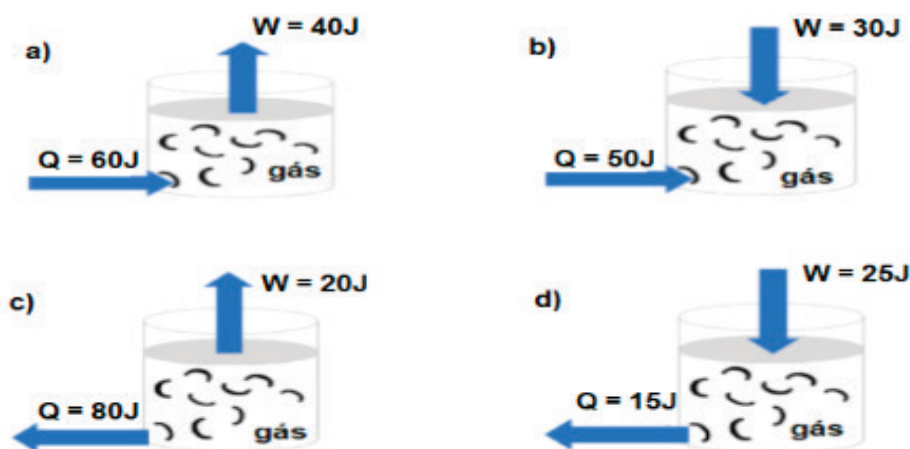 a)
W = 40J
Q = 60J
gás
b)
W = 30J
Q = 50J
gás
c)
W = 20J
Q = 80J
gás
d)
W = 25J
Q = 15J
gás